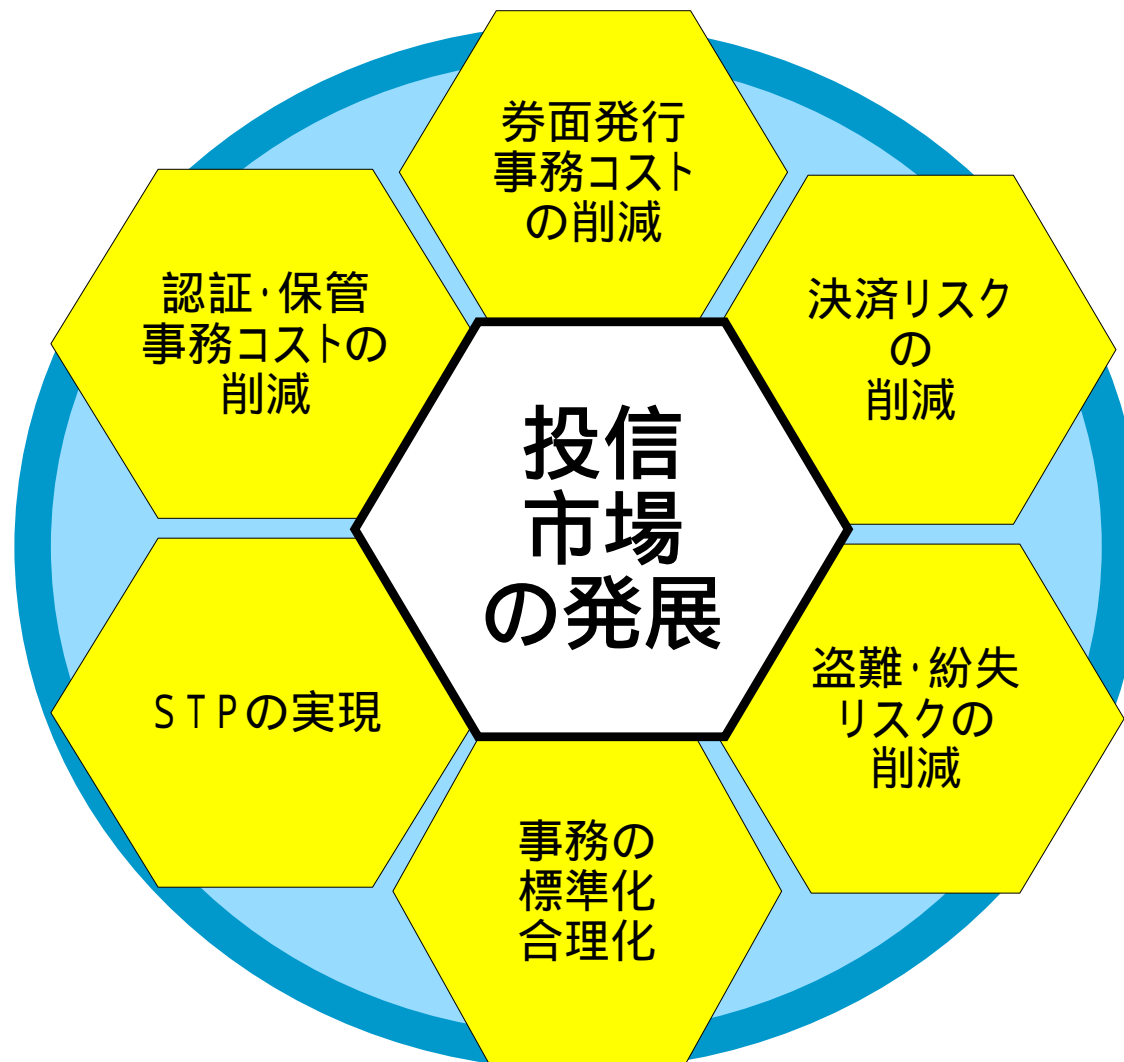 券面発行
事務コスト
の削減
認証・保管
事務コストの
削減
決済リスク
の
削減
投信
市場
の発展
盗難・紛失
リスクの
削減
STPの実現
事務の
標準化
合理化